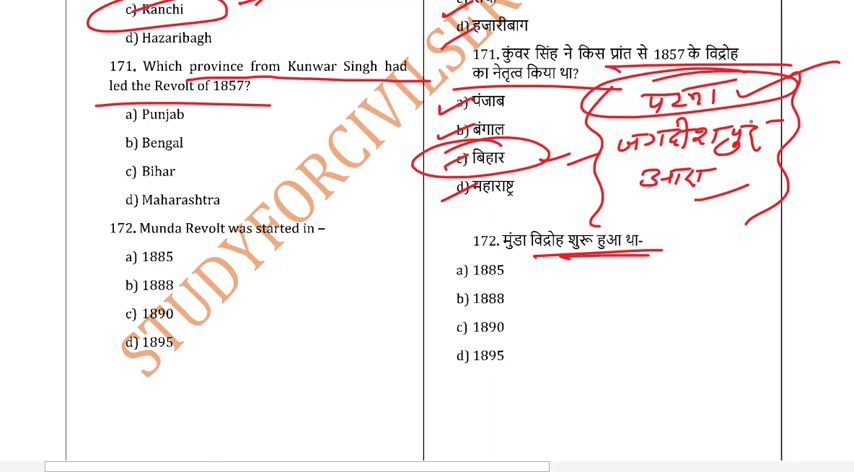 c) Ranchi
d) Hazaribagh
171. Which province from Kunwar Singh had
led the Revolt of 1857?
a) Punjab
b) Bengal
c) Bihar
d) Maharashtra
172. Munda Revolt was started in –
a) 1885
b) 1888
c) 1890
d) 1895
d) हजारीबाग
171. कुंवर सिंह ने किस प्रांत से 1857 के विद्रोह
का नेतृत्व किया था?
a) पंजाब
b) बंगाल
c) बिहार
d) महाराष्ट्र
पटना
जगदीशपुर
आरा
172. मुंडा विद्रोह शुरू हुआ था-
a) 1885
b) 1888
c) 1890
d) 1895
STUDYFORCIVILSER